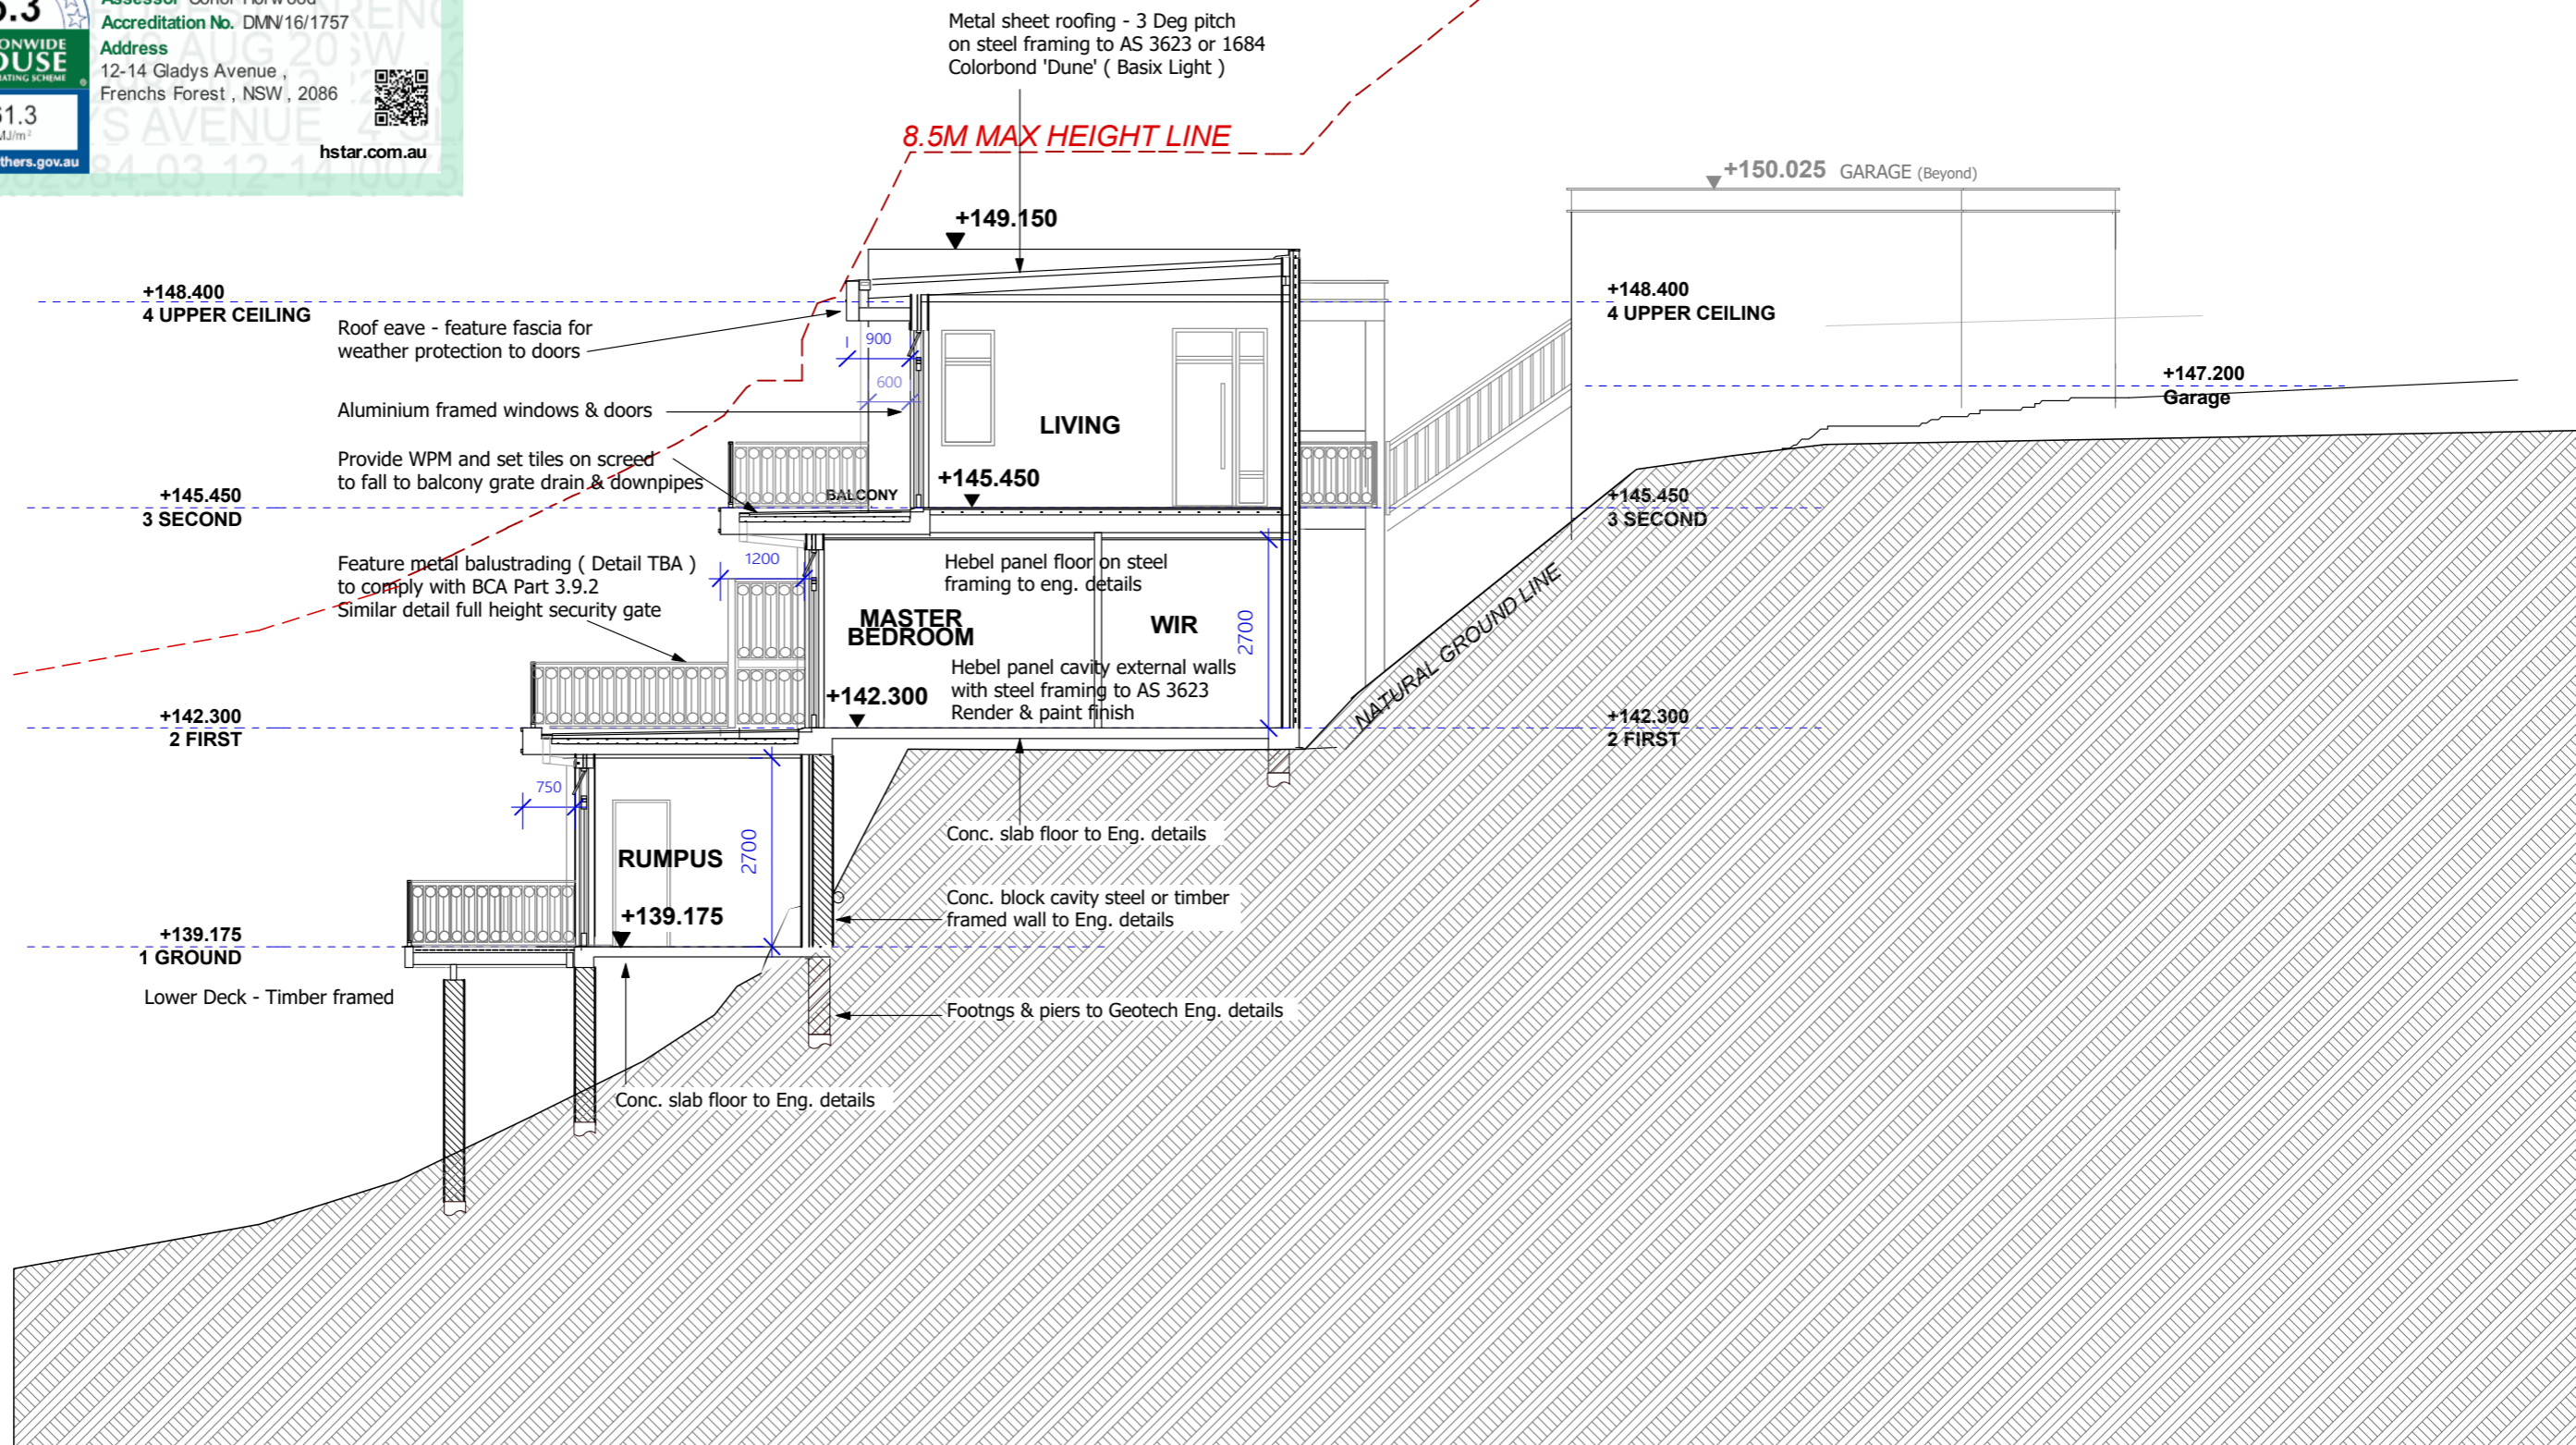 Accreditation No. DMN/16/1757
Address
12-14 Gladys Avenue ,
Frenchs Forest , NSW , 2086
hstar.com.au
Metal sheet roofing - 3 Deg pitch
on steel framing to AS 3623 or 1684
Colorbond 'Dune' ( Basix Light )
8.5M MAX HEIGHT LINE
+150.025 GARAGE (Beyond)
+149.150
+148.400
4 UPPER CEILING
Roof eave - feature fascia for
weather protection to doors
900
600
+148.400
4 UPPER CEILING
+147.200
Garage
Aluminium framed windows & doors
LIVING
Provide WPM and set tiles on screed
to fall to balcony grate drain & downpipes
BALCONY
+145.450
+145.450
3 SECOND
+145.450
3 SECOND
Feature metal balustrading ( Detail TBA )
to comply with BCA Part 3.9.2
Similar detail full height security gate
1200
Hebel panel floor on steel
framing to eng. details
MASTER
BEDROOM
WIR
2700
NATURAL GROUND LINE
Hebel panel cavity external walls
with steel framing to AS 3623
Render & paint finish
+142.300
+142.300
2 FIRST
+142.300
2 FIRST
750
RUMPUS
2700
Conc. slab floor to Eng. details
Conc. block cavity steel or timber
framed wall to Eng. details
+139.175
+139.175
1 GROUND
Lower Deck - Timber framed
Footngs & piers to Geotech Eng. details
Conc. slab floor to Eng. details